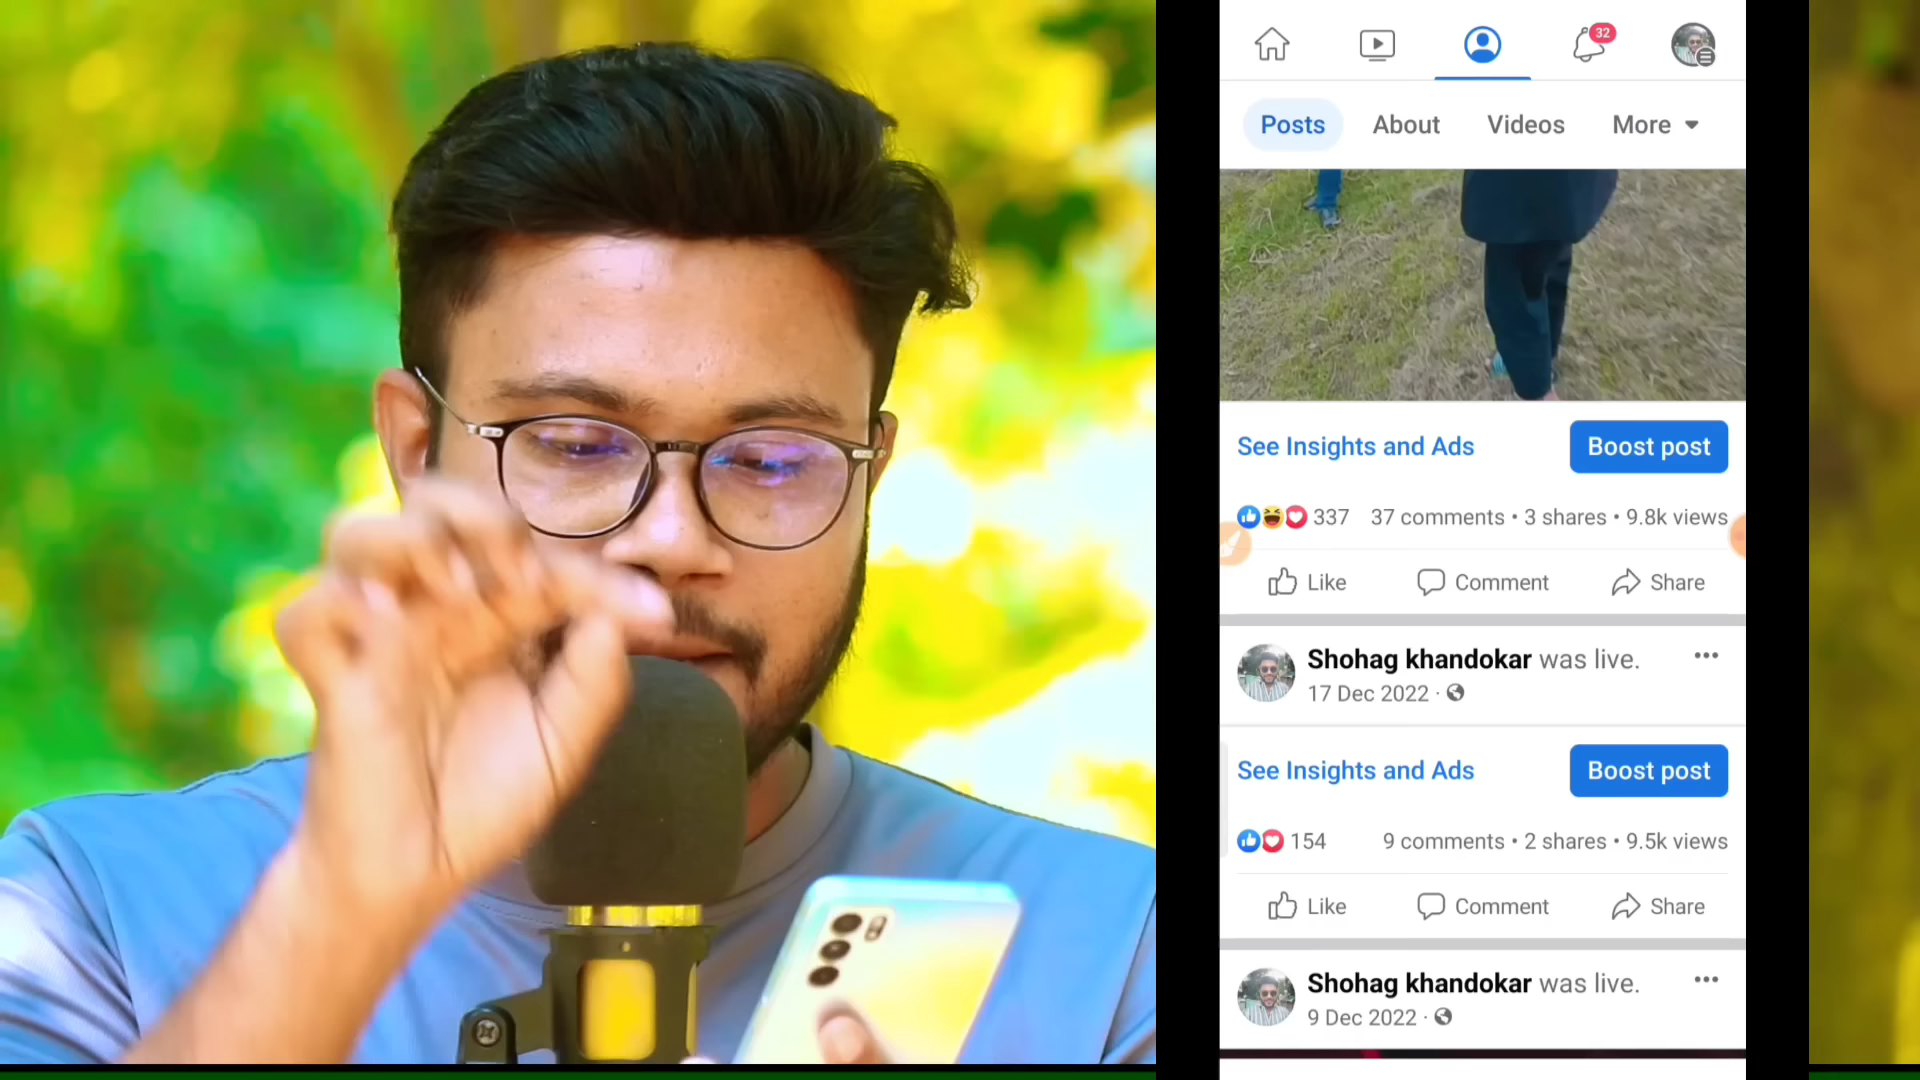 32
Posts About Videos More
See Insights and Ads Boost post
337 37 comments • 3 shares • 9.8k views
Like Comment Share
Shohag khandokar was live.
17 Dec 2022 ·
See Insights and Ads Boost post
154 9 comments • 2 shares • 9.5k views
Like Comment Share
Shohag khandokar was live.
9 Dec 2022 ·